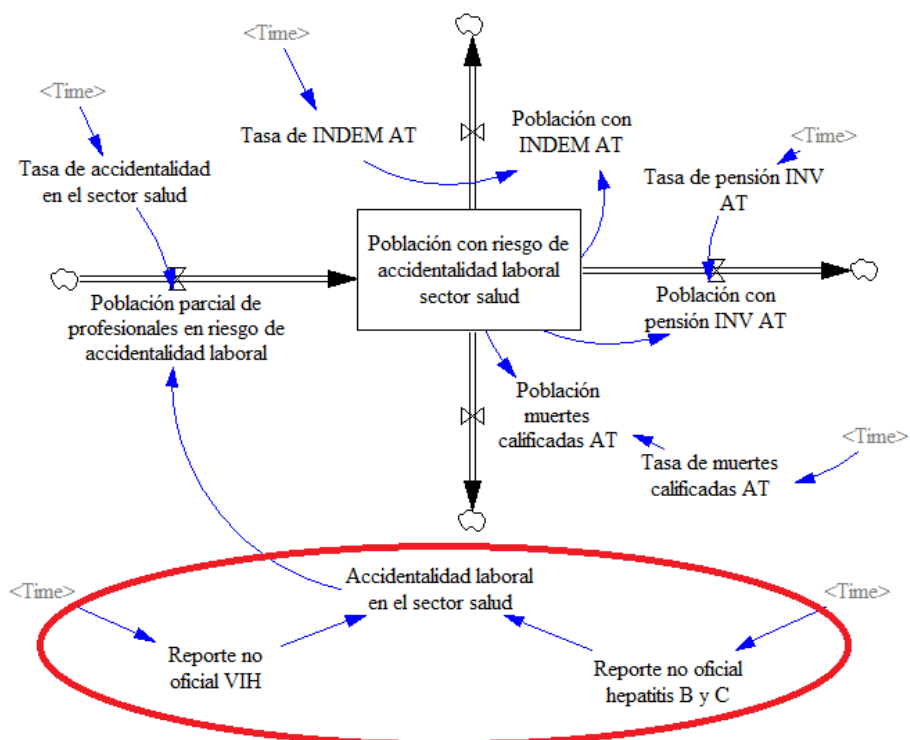 <Time>
<Time>
Tasa de INDEM AT
Población con
INDEM AT
<Time>
Tasa de accidentalidad
en el sector salud
Tasa de pensión INV
AT
Población con riesgo de
accidentalidad laboral
sector salud
Población parcial de
profesionales en riesgo de
accidentalidad laboral
Población con
pensión INV AT
Población
muertes
calificadas AT
<Time>
Tasa de muertes
calificadas AT
Accidentalidad laboral
en el sector salud
<Time>
<Time>
Reporte no
oficial VIH
Reporte no oficial
hepatitis B y C